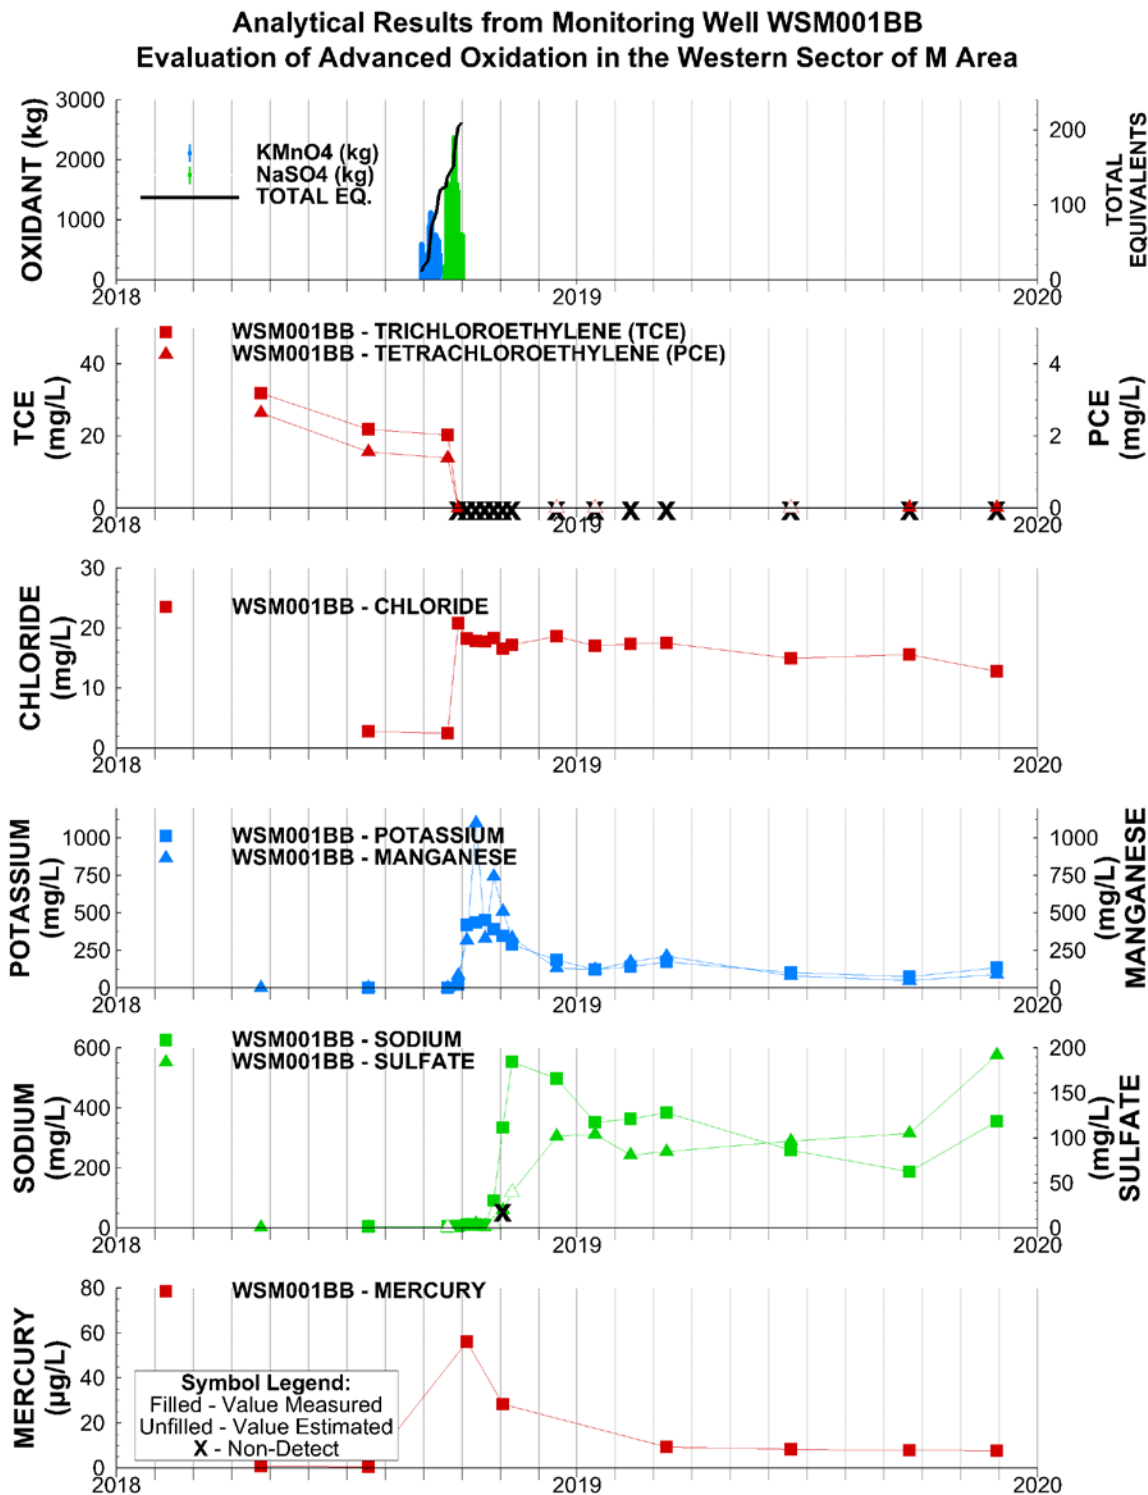 Analytical Results from Monitoring Well WSM001BB
Evaluation of Advanced Oxidation in the Western Sector of M Area
OXIDANT (kg)
3000
2000
1000
0
KMnO4 (kg)
NaSO4 (kg)
TOTAL EQ.
200
100
0
TOTAL
EQUIVALENTS
2018
2019
2020
TCE
(mg/L)
40
20
0
WSM001BB - TRICHLOROETHYLENE (TCE)
WSM001BB - TETRACHLOROETHYLENE (PCE)
4
2
0
PCE
(mg/L)
2018
2019
2020
CHLORIDE
(mg/L)
30
20
10
0
WSM001BB - CHLORIDE
2018
2019
2020
POTASSIUM
(mg/L)
1000
750
500
250
0
WSM001BB - POTASSIUM
WSM001BB - MANGANESE
1000
750
500
250
0
(mg/L)
MANGANESE
2018
2019
2020
SODIUM
(mg/L)
600
400
200
0
WSM001BB - SODIUM
WSM001BB - SULFATE
X
200
150
100
50
0
(mg/L)
SULFATE
2018
2019
2020
MERCURY
(µg/L)
80
60
40
20
0
WSM001BB - MERCURY
Symbol Legend:
Filled - Value Measured
Unfilled - Value Estimated
X - Non-Detect
2018
2019
2020